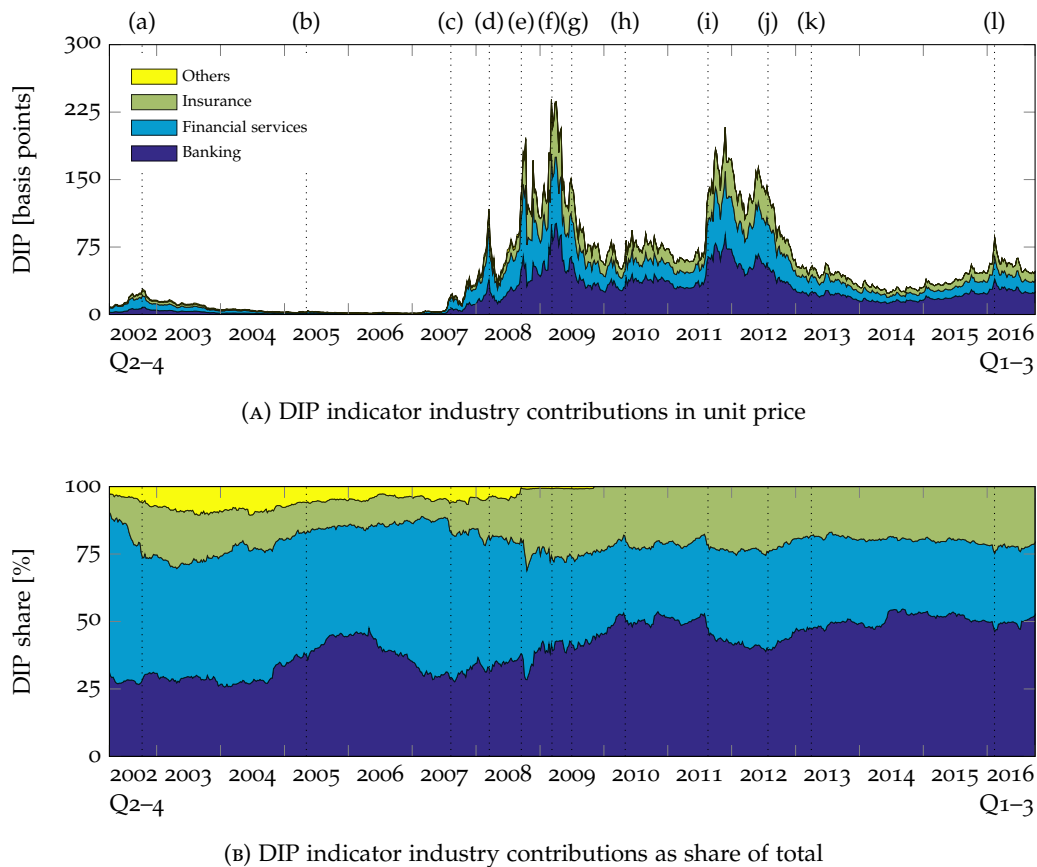 (a) (b) (c) (d) (e) (f) (g) (h) (i) (j) (k) (l)
300
225
150
75
0
DIP [basis points]
Others
Insurance
Financial services
Banking
2002 2003 2004 2005 2006 2007 2008 2009 2010 2011 2012 2013 2014 2015 2016
Q2–4 Q1–3
(A) DIP indicator industry contributions in unit price
100
75
50
25
0
DIP share [%]
2002 2003 2004 2005 2006 2007 2008 2009 2010 2011 2012 2013 2014 2015 2016
Q2–4 Q1–3
(B) DIP indicator industry contributions as share of total